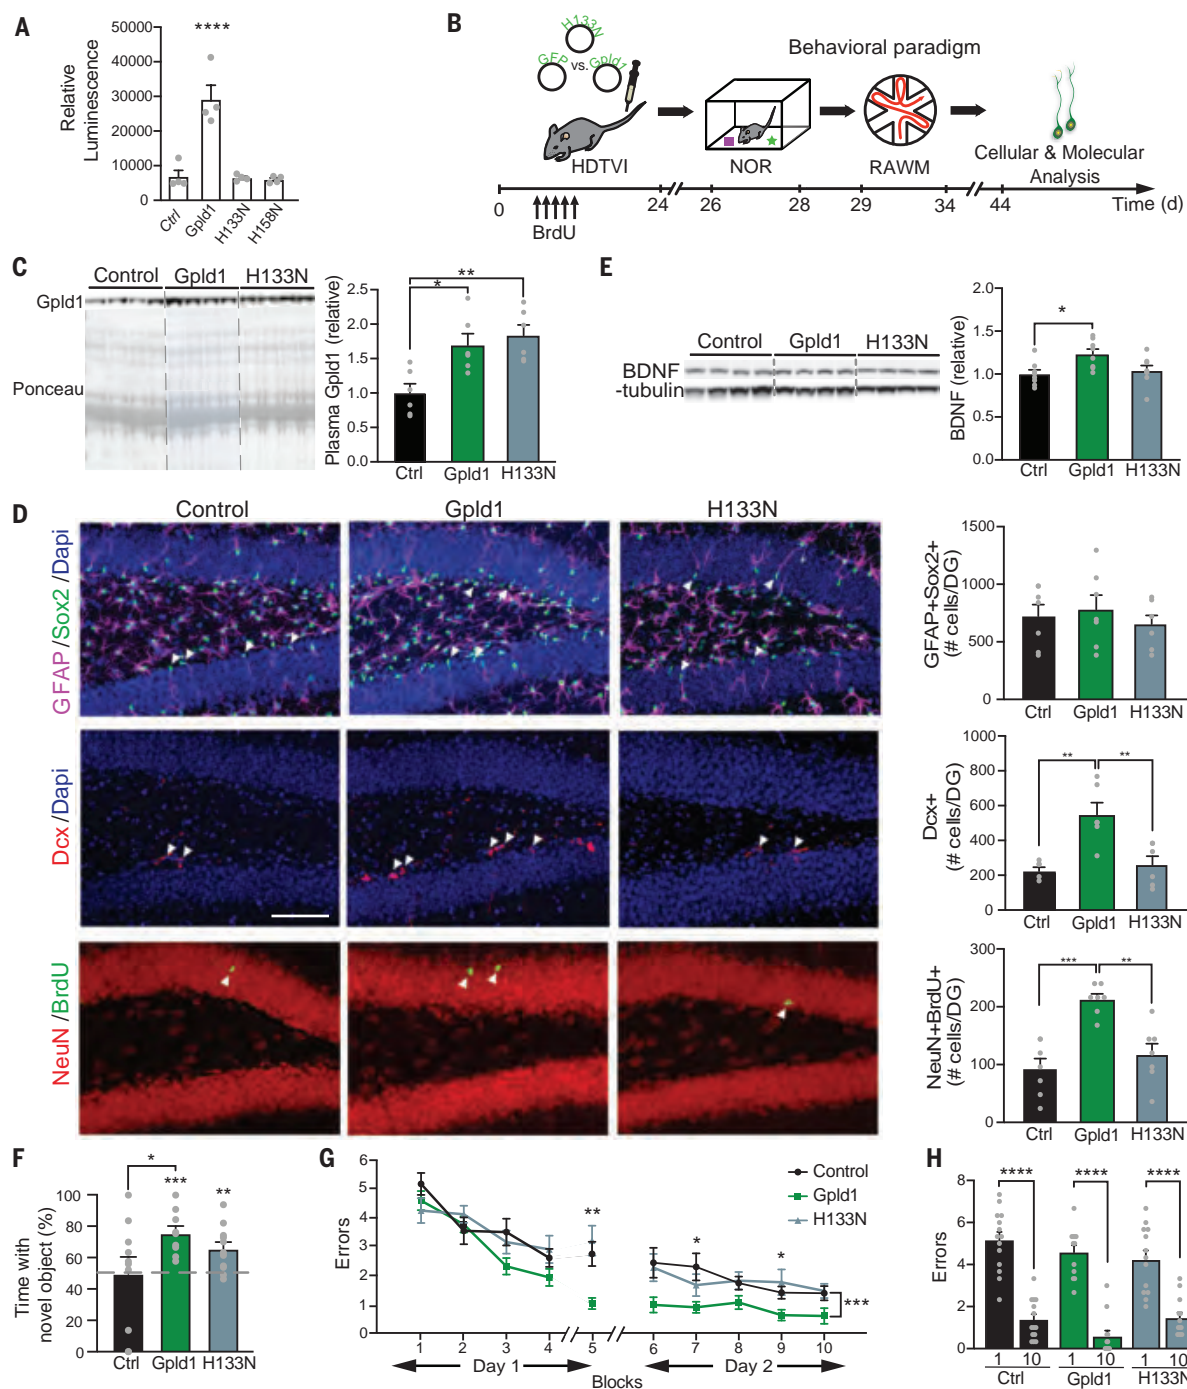 A
Relative
Luminescence
50000
40000
30000
20000
10000
0
****
Ctrl
Gpld1
H133N
H158N
B
H133N
GFP
vs.
Gpld1
Behavioral paradigm
HDTVI
NOR
RAWM
Cellular & Molecular
Analysis
0
24
26
28
29
34
44
Time (d)
BrdU
C
Control
Gpld1
H133N
Gpld1
Ponceau
Plasma Gpld1 (relative)
2.5
2.0
1.5
1.0
0.5
0.0
**
*
Ctrl
Gpld1
H133N
E
Control
Gpld1
H133N
BDNF
-tubulin
BDNF (relative)
2.0
1.5
1.0
0.5
0.0
*
Ctrl
Gpld1
H133N
D
Control
Gpld1
H133N
GFAP/Sox2/Dapi
Dcx/Dapi
NeuN/BrdU
GFAP+Sox2+
(# cells/DG)
1500
1000
500
0
Ctrl
Gpld1
H133N
Dcx+
(# cells/DG)
1000
800
600
400
200
0
**
**
Ctrl
Gpld1
H133N
NeuN+BrdU+
(# cells/DG)
300
200
100
0
***
**
Ctrl
Gpld1
H133N
F
Time with
novel object (%)
100
80
60
40
20
0
*
***
**
Ctrl
Gpld1
H133N
G
Errors
6
5
4
3
2
1
0
**
*
*
***
Control
Gpld1
H133N
1
2
3
4
5
6
7
8
9
10
Day 1
Day 2
Blocks
H
Errors
8
6
4
2
0
****
****
****
1
10
1
10
1
10
Ctrl
Gpld1
H133N